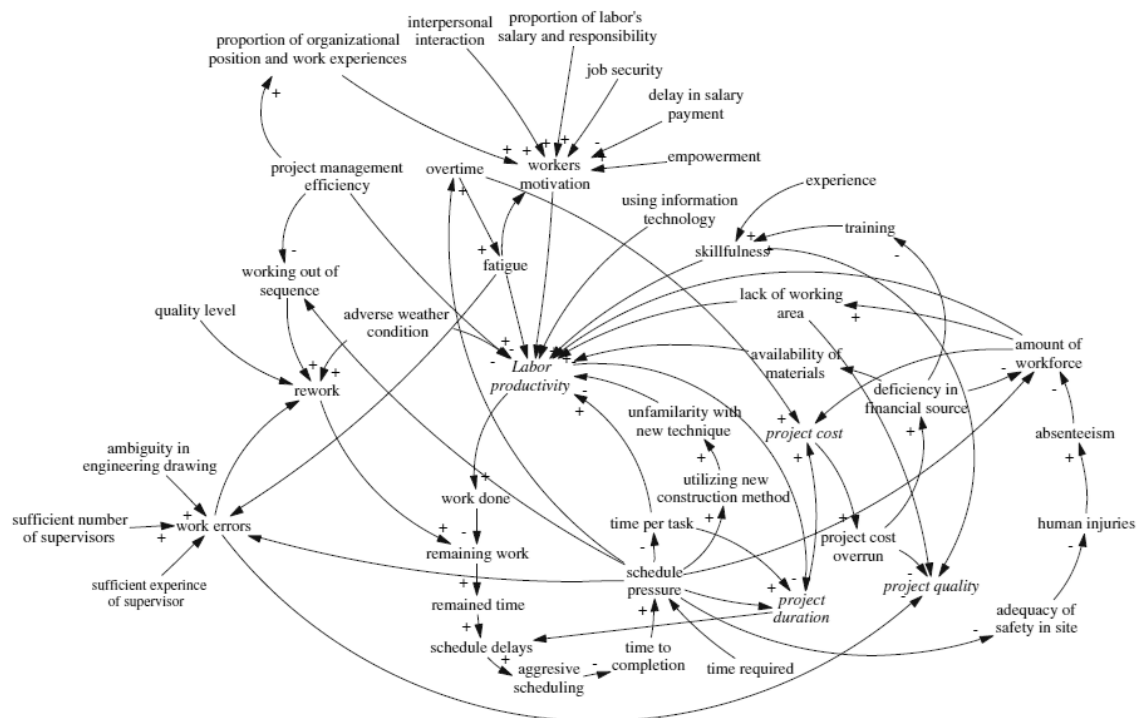 proportion of organizational
position and work experiences
interpersonal
interaction
proportion of labor's
salary and responsibility
job security
delay in salary
payment
empowerment
project management
efficiency
overtime
workers
motivation
experience
using information
technology
training
skillfulness
working out of
sequence
fatigue
quality level
adverse weather
condition
lack of working
area
Labor
productivity
availability of
materials
amount of
workforce
rework
deficiency in
financial source
unfamilarity with
new technique
project cost
absenteeism
ambiguity in
engineering drawing
utilizing new
construction method
work done
time per task
sufficient number
of supervisors
work errors
project cost
overrun
human injuries
remaining work
sufficient experince
of supervisor
schedule
pressure
project quality
remained time
project
duration
adequacy of
safety in site
schedule delays
time to
completion
time required
aggresive
scheduling